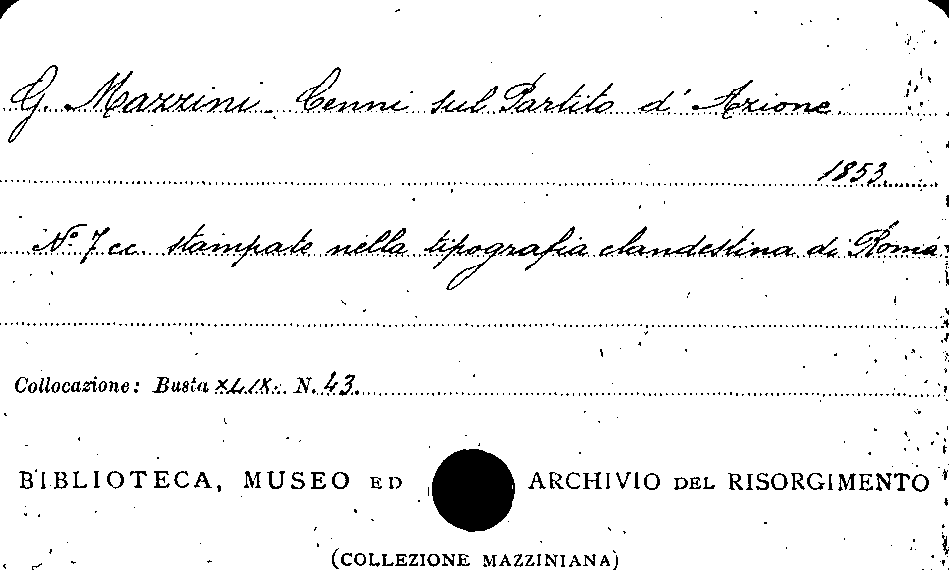 G. Mazzini - Cenni sul Partito d'Azione.
1853.
N.º 7 cc. stampate nella tipografia clandestina di Roma
Collocazione: Busta XLIX. N. 43.
BIBLIOTECA, MUSEO ED ARCHIVIO DEL RISORGIMENTO
(COLLEZIONE MAZZINIANA)